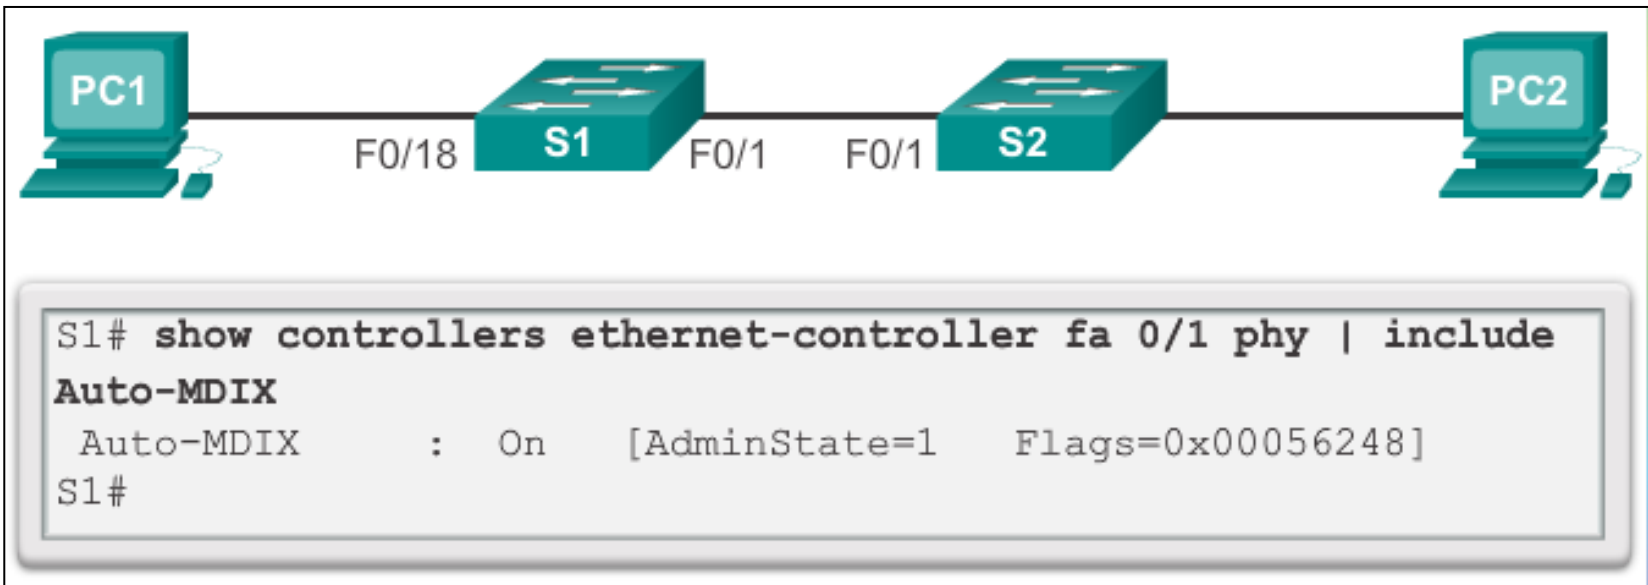 PC1
S1
S2
PC2
F0/18
F0/1
F0/1
S1# show controllers ethernet-controller fa 0/1 phy | include
Auto-MDIX
Auto-MDIX : On [AdminState=1 Flags=0x00056248]
S1#